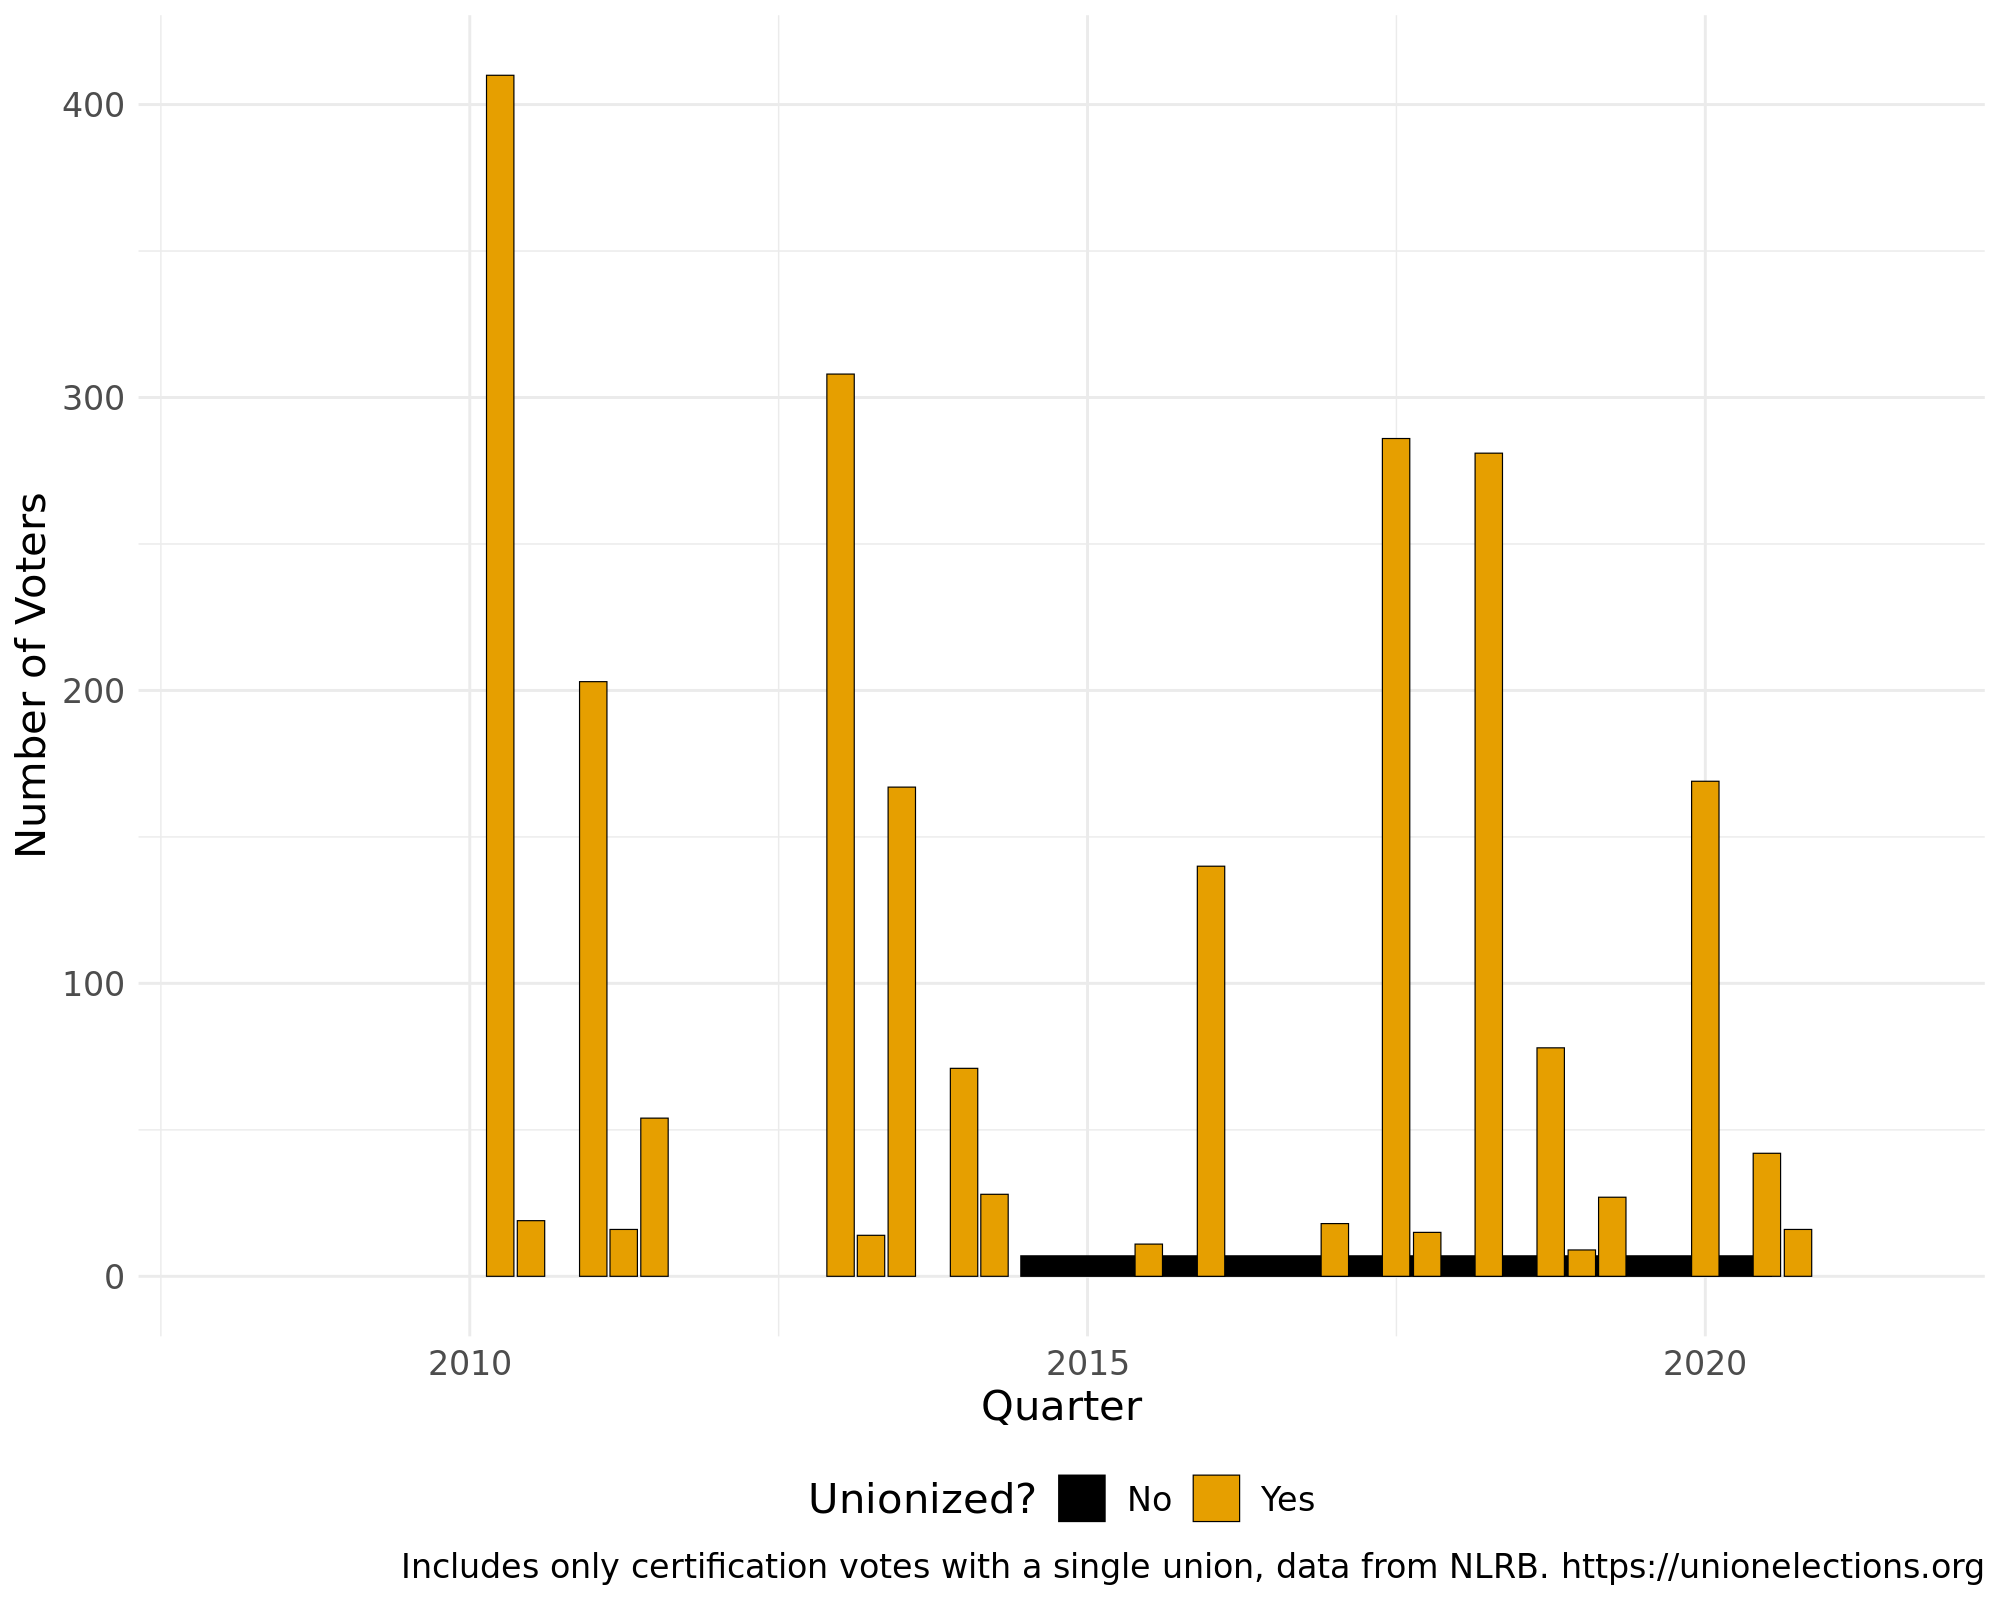 400
300
200
100
0
Number of Voters
2010 2015 2020
Quarter
Unionized? No Yes
Includes only certification votes with a single union, data from NLRB. https://unionelections.org